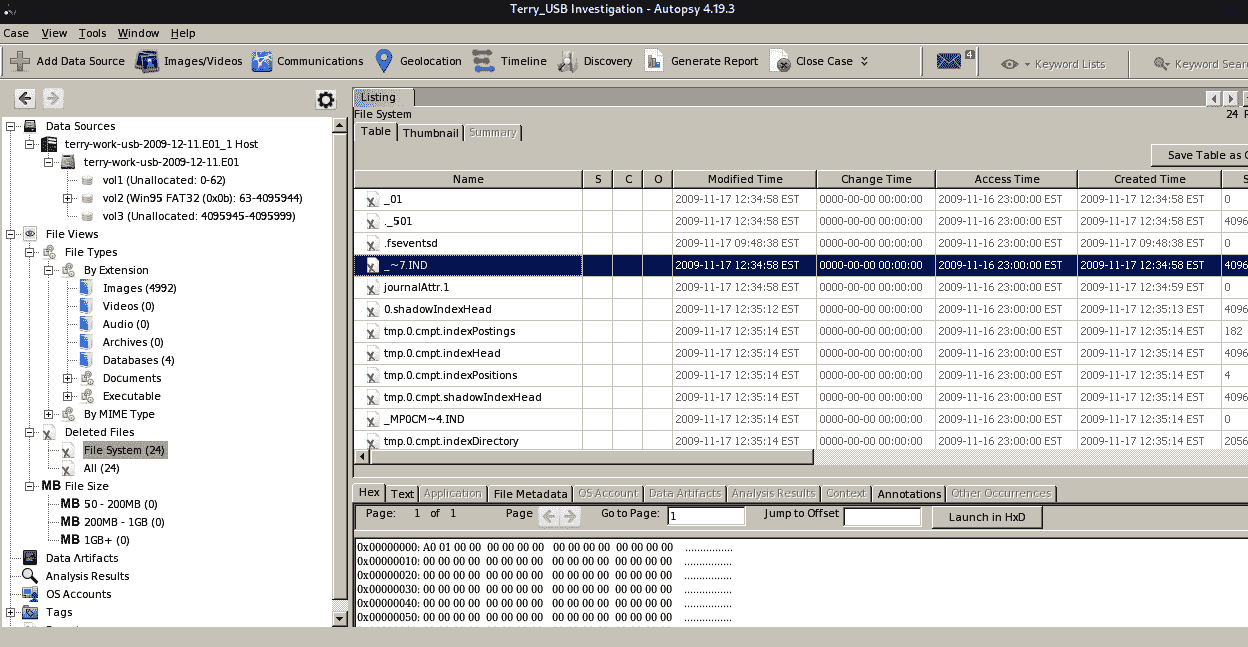 Terry_USB Investigation - Autopsy 4.19.3
Case View Tools Window Help
Add Data Source Images/Videos Communications Geolocation Timeline Discovery Generate Report Close Case 4 Keyword Lists Keyword Sear
Listing
File System 24
Table Thumbnail Summary
Save Table as
Name S C O Modified Time Change Time Access Time Created Time S
_01 2009-11-17 12:34:58 EST 0000-00-00 00:00:00 2009-11-16 23:00:00 EST 2009-11-17 12:34:58 EST 0
._501 2009-11-17 12:34:58 EST 0000-00-00 00:00:00 2009-11-16 23:00:00 EST 2009-11-17 12:34:58 EST 4096
.fseventsd 2009-11-17 09:48:38 EST 0000-00-00 00:00:00 2009-11-16 23:00:00 EST 2009-11-17 09:48:38 EST 0
_~7.IND 2009-11-17 12:34:58 EST 0000-00-00 00:00:00 2009-11-16 23:00:00 EST 2009-11-17 12:34:58 EST 4096
journalAttr.1 2009-11-17 12:34:58 EST 0000-00-00 00:00:00 2009-11-16 23:00:00 EST 2009-11-17 12:34:59 EST 0
0.shadowIndexHead 2009-11-17 12:35:12 EST 0000-00-00 00:00:00 2009-11-16 23:00:00 EST 2009-11-17 12:35:13 EST 4096
tmp.0.cmpt.indexPostings 2009-11-17 12:35:14 EST 0000-00-00 00:00:00 2009-11-16 23:00:00 EST 2009-11-17 12:35:14 EST 182
tmp.0.cmpt.indexHead 2009-11-17 12:35:14 EST 0000-00-00 00:00:00 2009-11-16 23:00:00 EST 2009-11-17 12:35:14 EST 4096
tmp.0.cmpt.indexPositions 2009-11-17 12:35:14 EST 0000-00-00 00:00:00 2009-11-16 23:00:00 EST 2009-11-17 12:35:14 EST 4
tmp.0.cmpt.shadowIndexHead 2009-11-17 12:35:14 EST 0000-00-00 00:00:00 2009-11-16 23:00:00 EST 2009-11-17 12:35:14 EST 4096
_MP0CM~4.IND 2009-11-17 12:35:14 EST 0000-00-00 00:00:00 2009-11-16 23:00:00 EST 2009-11-17 12:35:14 EST 0
tmp.0.cmpt.indexDirectory 2009-11-17 12:35:14 EST 0000-00-00 00:00:00 2009-11-16 23:00:00 EST 2009-11-17 12:35:14 EST 2056
Data Sources
terry-work-usb-2009-12-11.E01_1 Host
terry-work-usb-2009-12-11.E01
vol1 (Unallocated: 0-62)
vol2 (Win95 FAT32 (0x0b): 63-4095944)
vol3 (Unallocated: 4095945-4095999)
File Views
File Types
By Extension
Images (4992)
Videos (0)
Audio (0)
Archives (0)
Databases (4)
Documents
Executable
By MIME Type
Deleted Files
File System (24)
All (24)
MB File Size
MB 50 - 200MB (0)
MB 200MB - 1GB (0)
MB 1GB+ (0)
Data Artifacts
Analysis Results
OS Accounts
Tags
Hex Text Application File Metadata OS Account Data Artifacts Analysis Results Context Annotations Other Occurrences
Page: 1 of 1 Page Go to Page: 1 Jump to Offset Launch in HxD
0x00000000: A0 01 00 00 00 00 00 00 00 00 00 00 00 00 00 00 ................
0x00000010: 00 00 00 00 00 00 00 00 00 00 00 00 00 00 00 00 ................
0x00000020: 00 00 00 00 00 00 00 00 00 00 00 00 00 00 00 00 ................
0x00000030: 00 00 00 00 00 00 00 00 00 00 00 00 00 00 00 00 ................
0x00000040: 00 00 00 00 00 00 00 00 00 00 00 00 00 00 00 00 ................
0x00000050: 00 00 00 00 00 00 00 00 00 00 00 00 00 00 00 00 ................